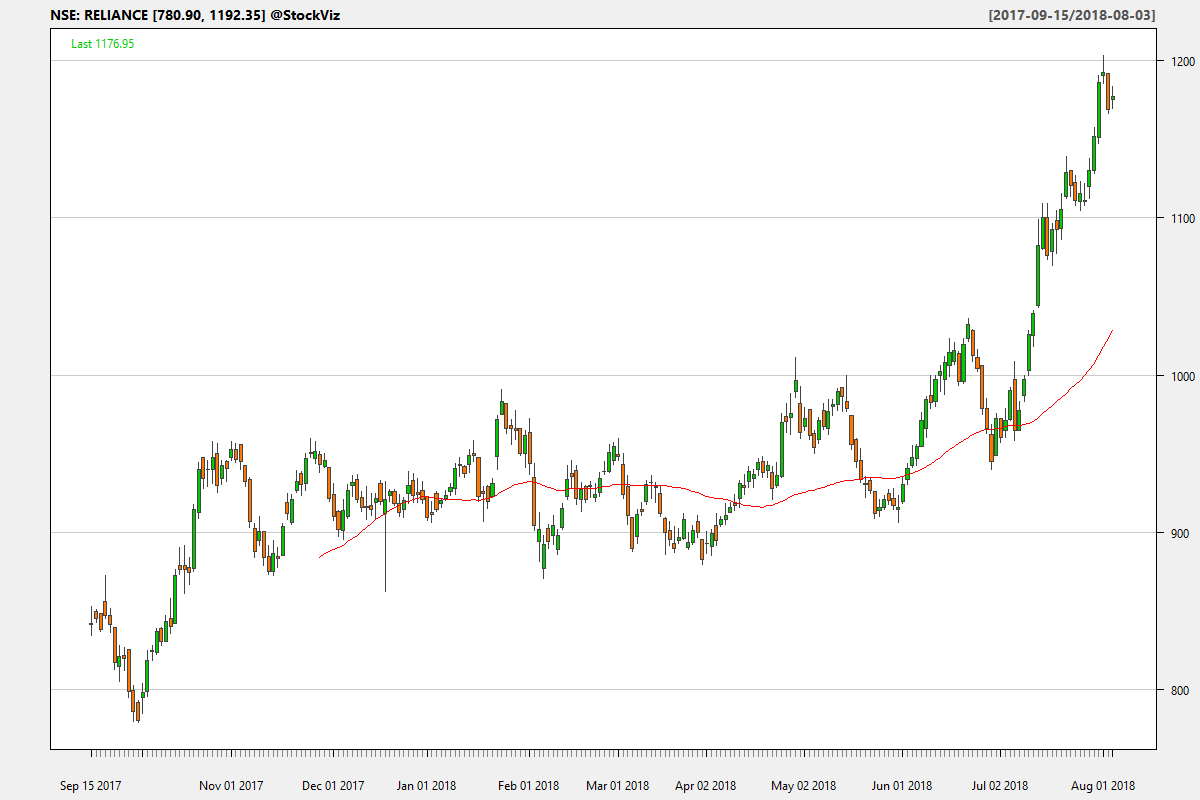 NSE: RELIANCE [780.90, 1192.35] @StockViz [2017-09-15/2018-08-03]
Last 1176.95
1200
1100
1000
900
800
Sep 15 2017 Nov 01 2017 Dec 01 2017 Jan 01 2018 Feb 01 2018 Mar 01 2018 Apr 02 2018 May 02 2018 Jun 01 2018 Jul 02 2018 Aug 01 2018